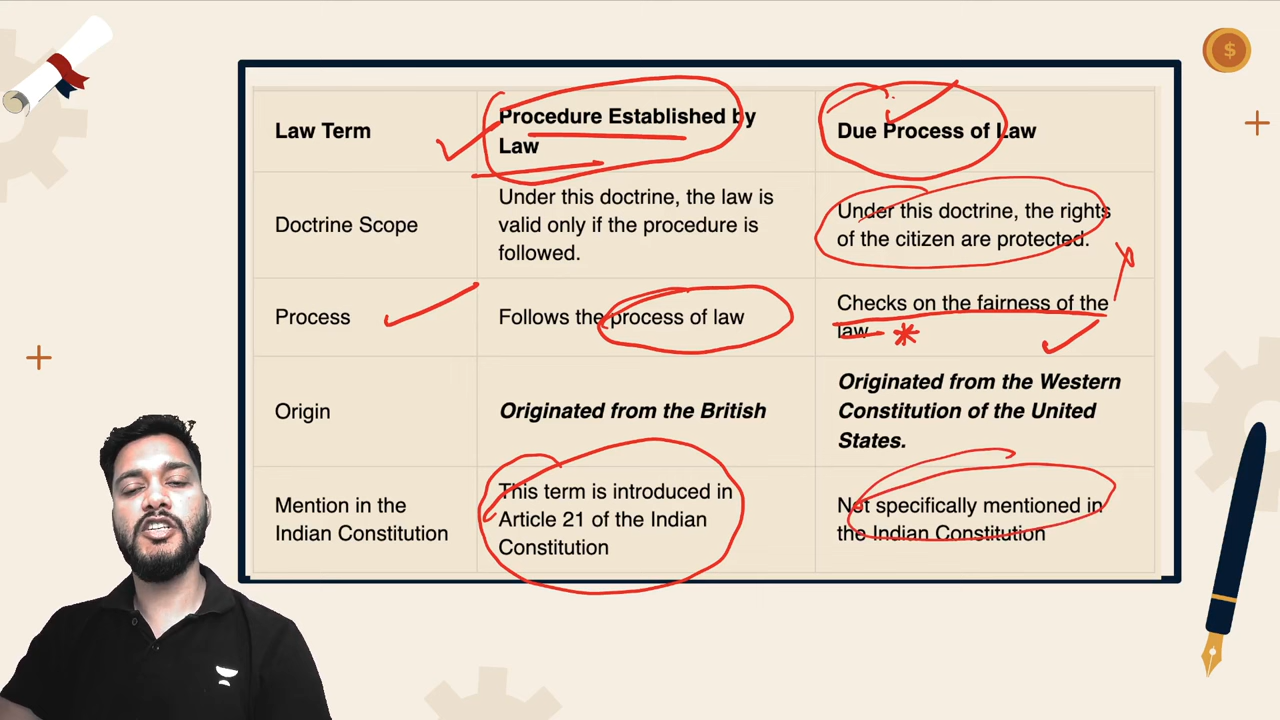 Law Term
Procedure Established by
Law
Due Process of Law
Doctrine Scope
Under this doctrine, the law is
valid only if the procedure is
followed.
Under this doctrine, the rights
of the citizen are protected.
Process
Follows the process of law
Checks on the fairness of the
law
Origin
Originated from the British
Originated from the Western
Constitution of the United
States.
Mention in the
Indian Constitution
This term is introduced in
Article 21 of the Indian
Constitution
Not specifically mentioned in
the Indian Constitution
$